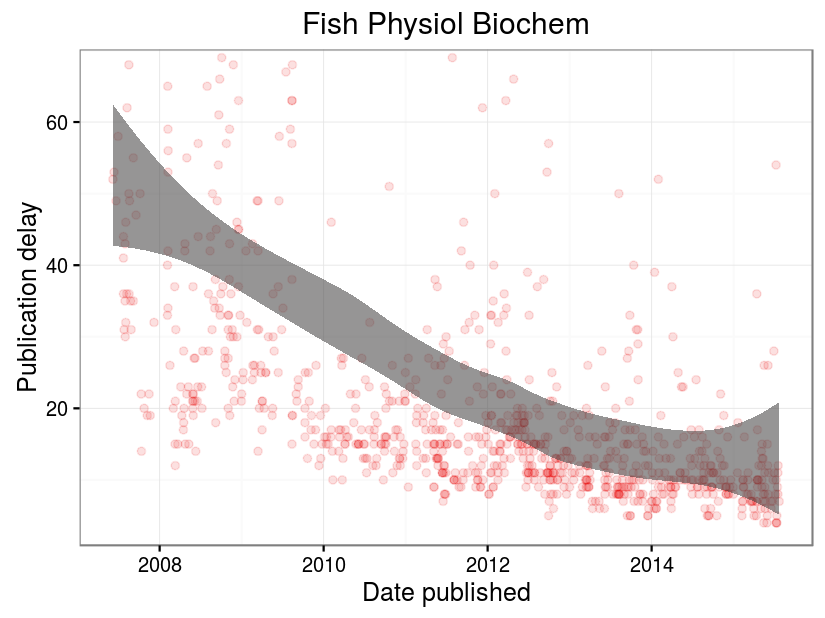 Fish Physiol Biochem
Publication delay
60
40
20
2008 2010 2012 2014
Date published